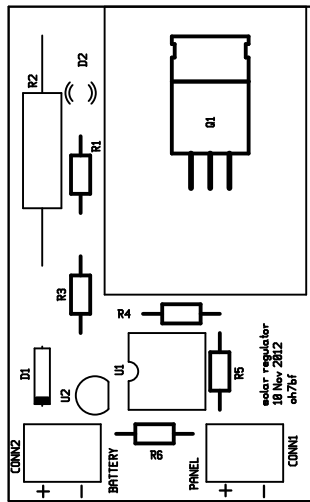 D2
R2
Q1
R1
R3
R4
D1
U2
U1
R5
solar regulator
10 Nov 2012
oh7bf
R6
CONN2
+
−
BATTERY
PANEL
+
−
CONN1